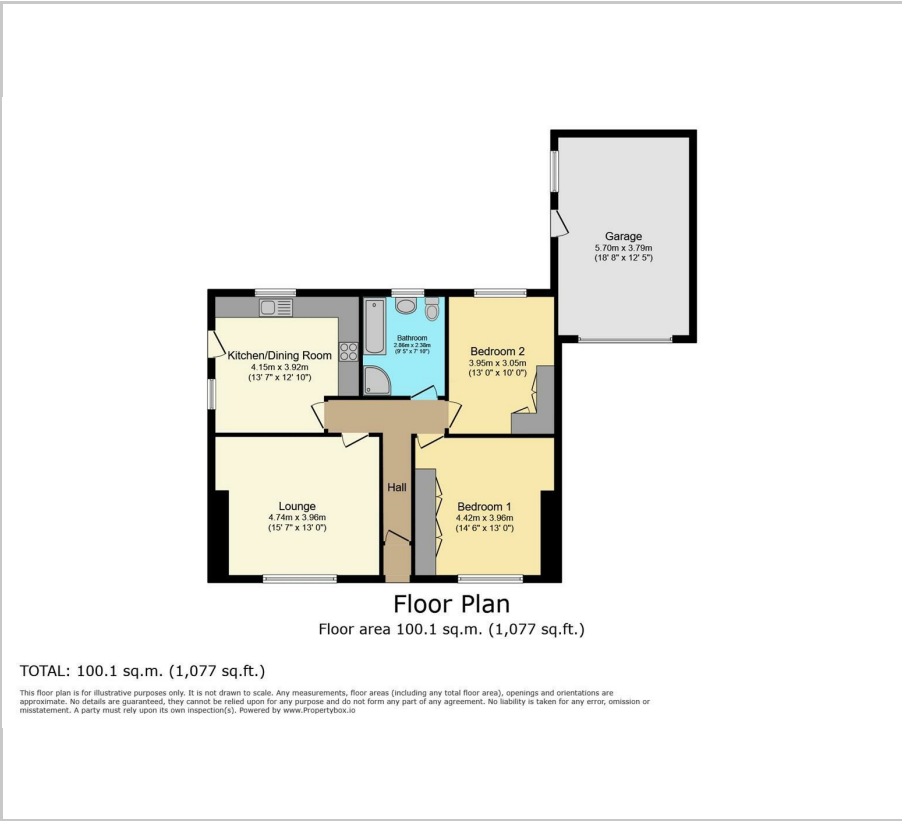 Garage
5.70m x 3.79m
(18' 8" x 12' 5")
Kitchen/Dining Room
4.15m x 3.92m
(13' 7" x 12' 10")
Bathroom
2.86m x 2.38m
(9' 5" x 7' 10")
Bedroom 2
3.95m x 3.05m
(13' 0" x 10' 0")
Lounge
4.74m x 3.96m
(15' 7" x 13' 0")
Hall
Bedroom 1
4.42m x 3.96m
(14' 6" x 13' 0")
Floor Plan
Floor area 100.1 sq.m. (1,077 sq.ft.)
TOTAL: 100.1 sq.m. (1,077 sq.ft.)
This floor plan is for illustrative purposes only. It is not drawn to scale. Any measurements, floor areas (including any total floor area), openings and orientations are
approximate. No details are guaranteed, they cannot be relied upon for any purpose and do not form any part of any agreement. No liability is taken for any error, omission or
misstatement. A party must rely upon its own inspection(s). Powered by www.Propertybox.io